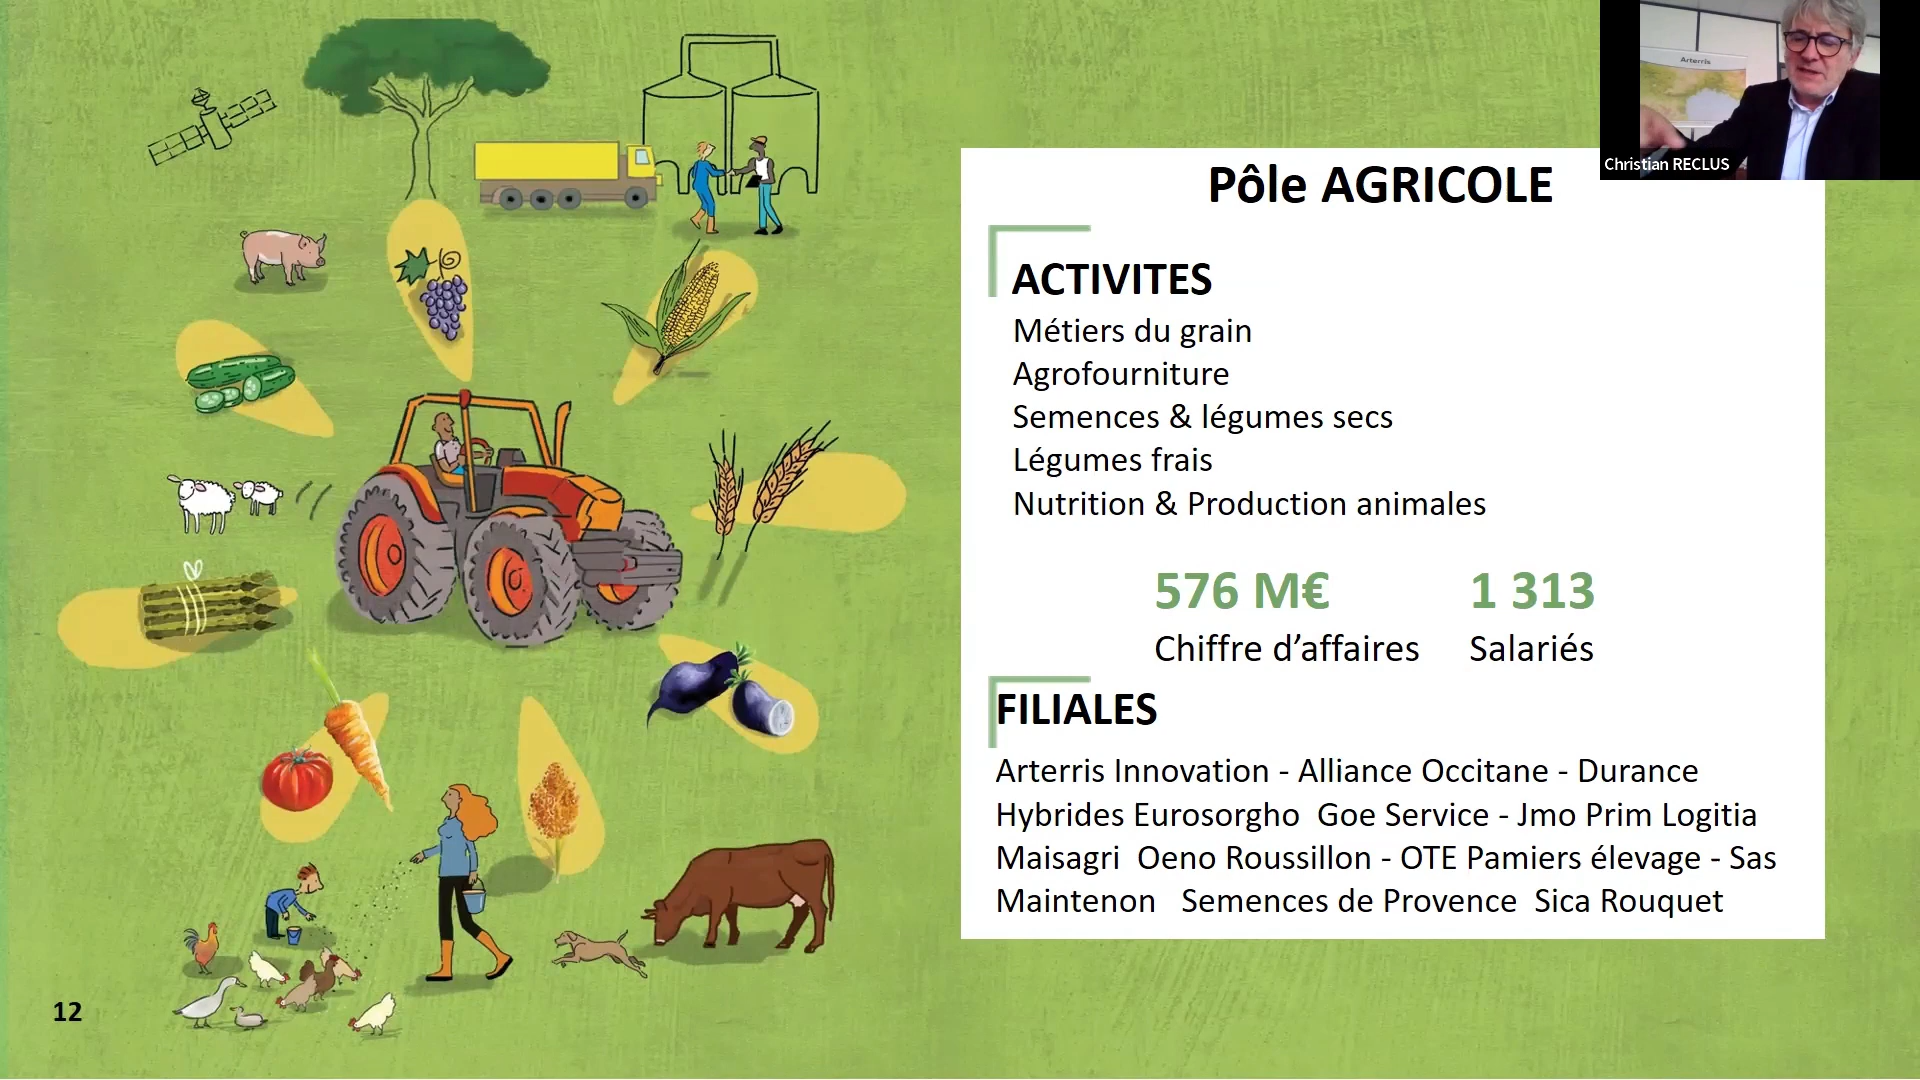 Arterris
Christian RECLUS
Pôle AGRICOLE
ACTIVITES
Métiers du grain
Agrofourniture
Semences & légumes secs
Légumes frais
Nutrition & Production animales
576 M€ 1 313
Chiffre d’affaires Salariés
FILIALES
Arterris Innovation - Alliance Occitane - Durance
Hybrides Eurosorgho Goe Service - Jmo Prim Logitia
Maisagri Oeno Roussillon - OTE Pamiers élevage - Sas
Maintenon Semences de Provence Sica Rouquet
12